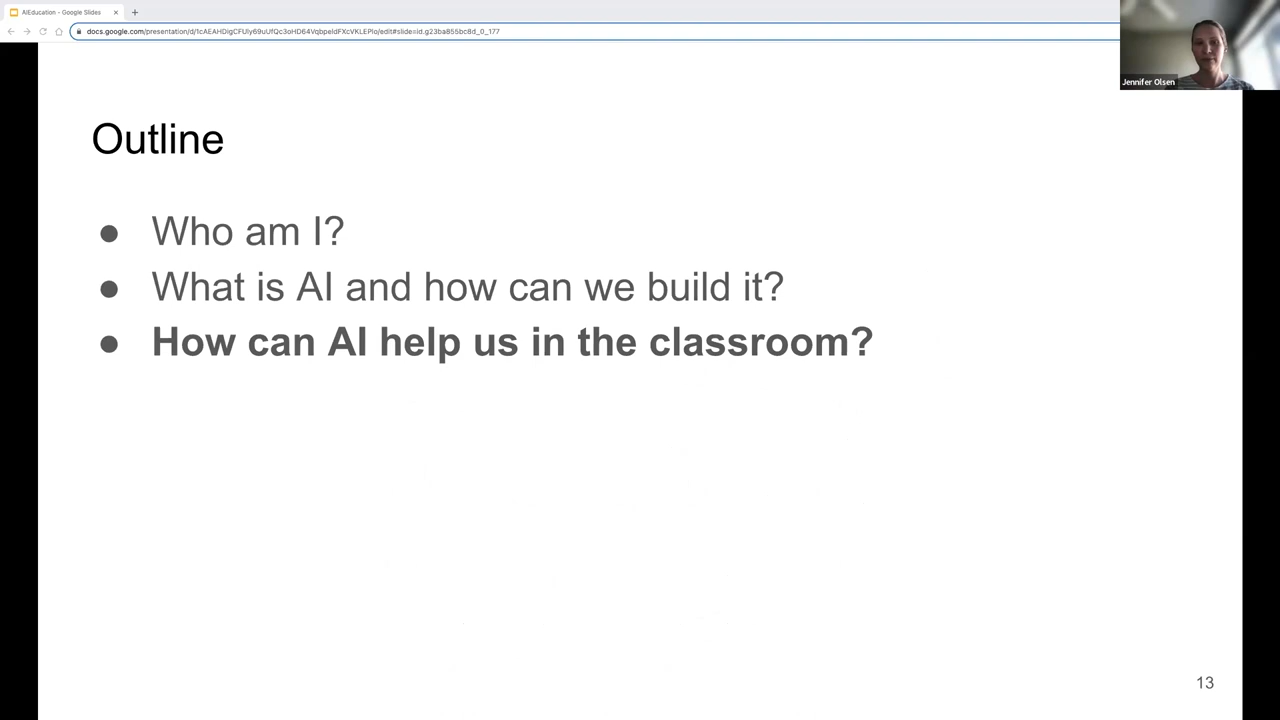 AIEducation - Google Slides
docs.google.com/presentation/d/1cAEAHDigCFUIy69uUfQc3oHD64VqbpeIdFXcVKLEPIo/edit#slide=id.g23ba855bc8d_0_177
Jennifer Olsen
Outline
● Who am I?
● What is AI and how can we build it?
● How can AI help us in the classroom?
13